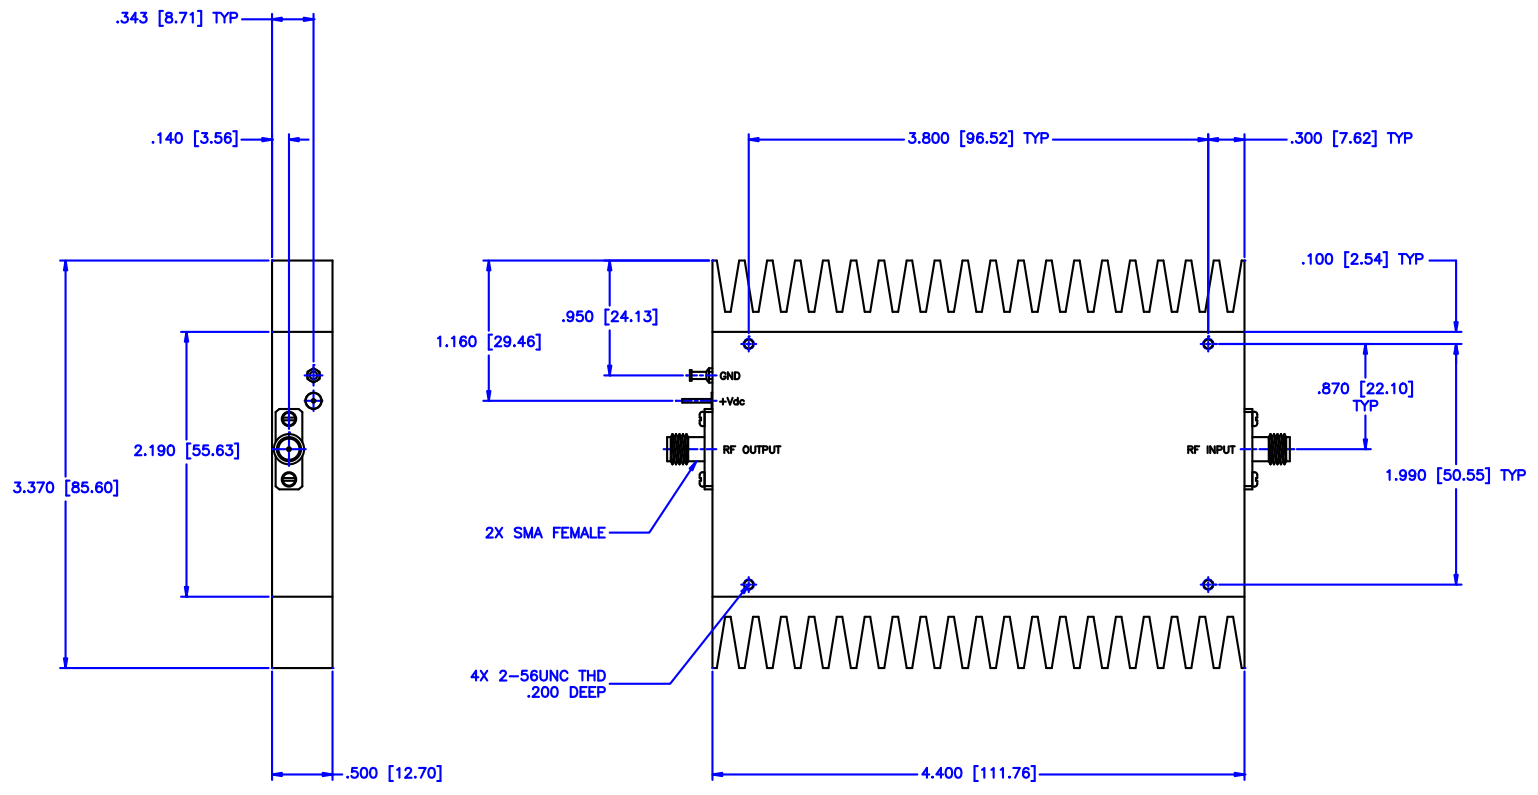 .343 [8.71] TYP
.140 [3.56]
3.800 [96.52] TYP
.300 [7.62] TYP
.100 [2.54] TYP
.950 [24.13]
1.160 [29.46]
GND
+Vdc
.870 [22.10]
TYP
2.190 [55.63]
RF OUTPUT
RF INPUT
3.370 [85.60]
1.990 [50.55] TYP
2X SMA FEMALE
4X 2-56UNC THD
.200 DEEP
.500 [12.70]
4.400 [111.76]